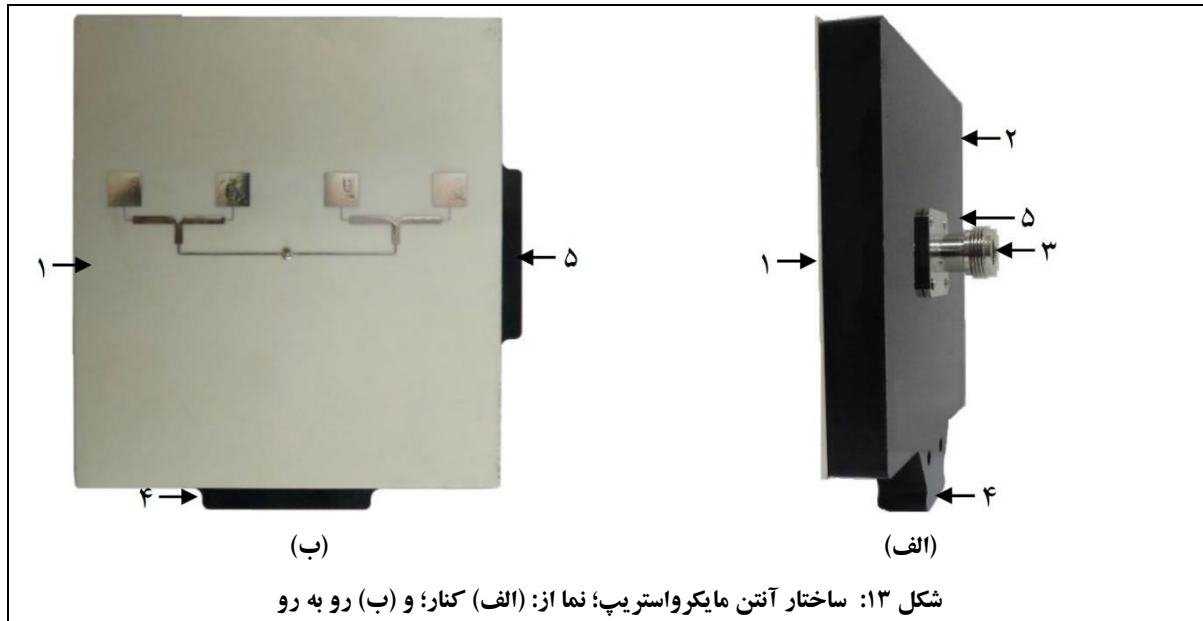 ۲
۵
۱
۳
۱
۵
۴
۴
(الف)
(ب)
شکل ۱۳: ساختار آنتن مایکرواستریپ؛ نما از: (الف) کنار؛ و (ب) رو به رو